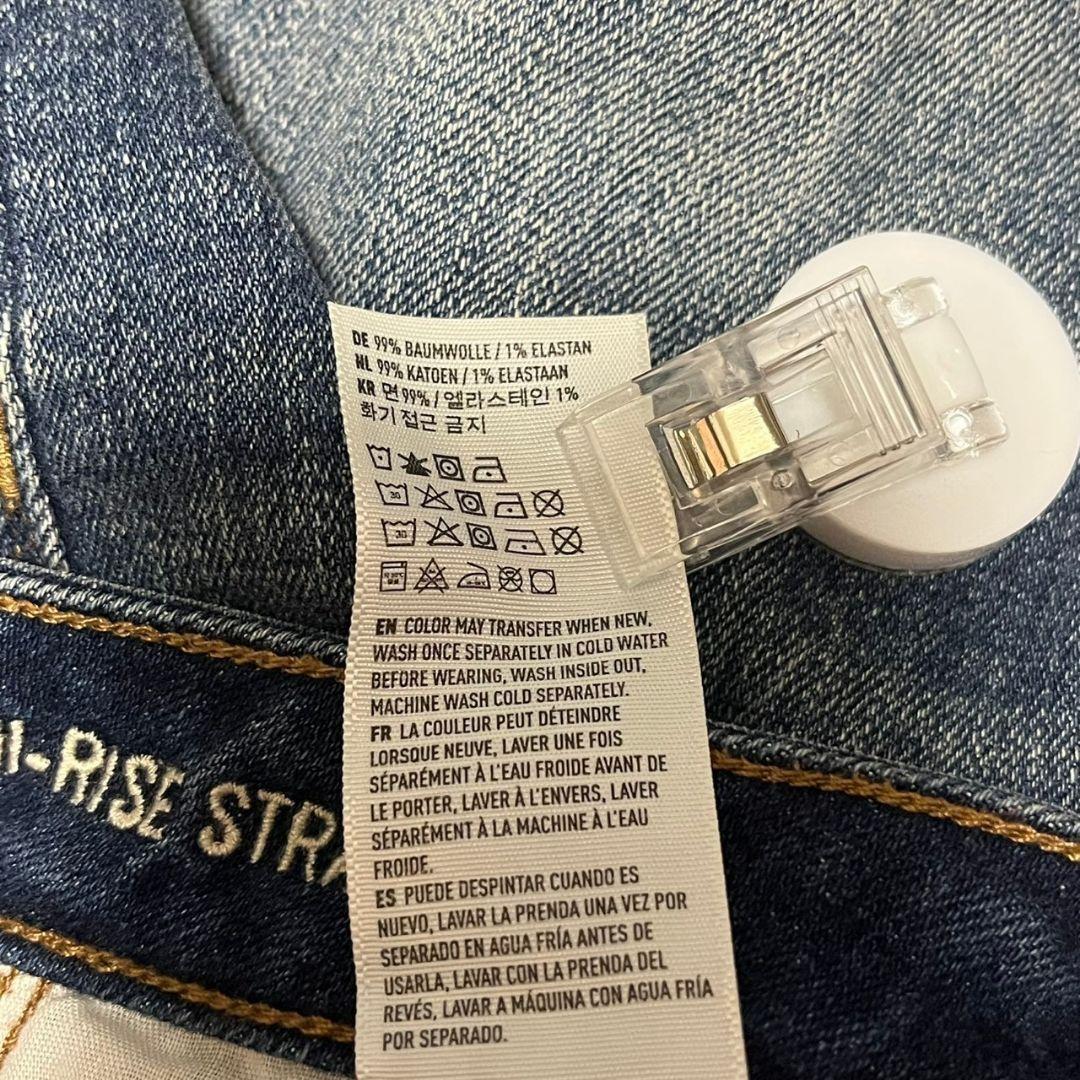 DE 99% BAUMWOLLE / 1% ELASTAN
NL 99% KATOEN / 1% ELASTAAN
KR 면 99% / 엘라스테인 1%
화기 접근 금지
30
30
EN COLOR MAY TRANSFER WHEN NEW,
WASH ONCE SEPARATELY IN COLD WATER
BEFORE WEARING, WASH INSIDE OUT,
MACHINE WASH COLD SEPARATELY.
FR LA COULEUR PEUT DÉTEINDRE
LORSQUE NEUVE, LAVER UNE FOIS
SÉPARÉMENT À L'EAU FROIDE AVANT DE
LE PORTER, LAVER À L'ENVERS, LAVER
SÉPARÉMENT À LA MACHINE À L'EAU
FROIDE.
ES PUEDE DESPINTAR CUANDO ES
NUEVO, LAVAR LA PRENDA UNA VEZ POR
SEPARADO EN AGUA FRÍA ANTES DE
USARLA, LAVAR CON LA PRENDA DEL
REVÉS, LAVAR A MÁQUINA CON AGUA FRÍA
POR SEPARADO.
HI-RISE STRA